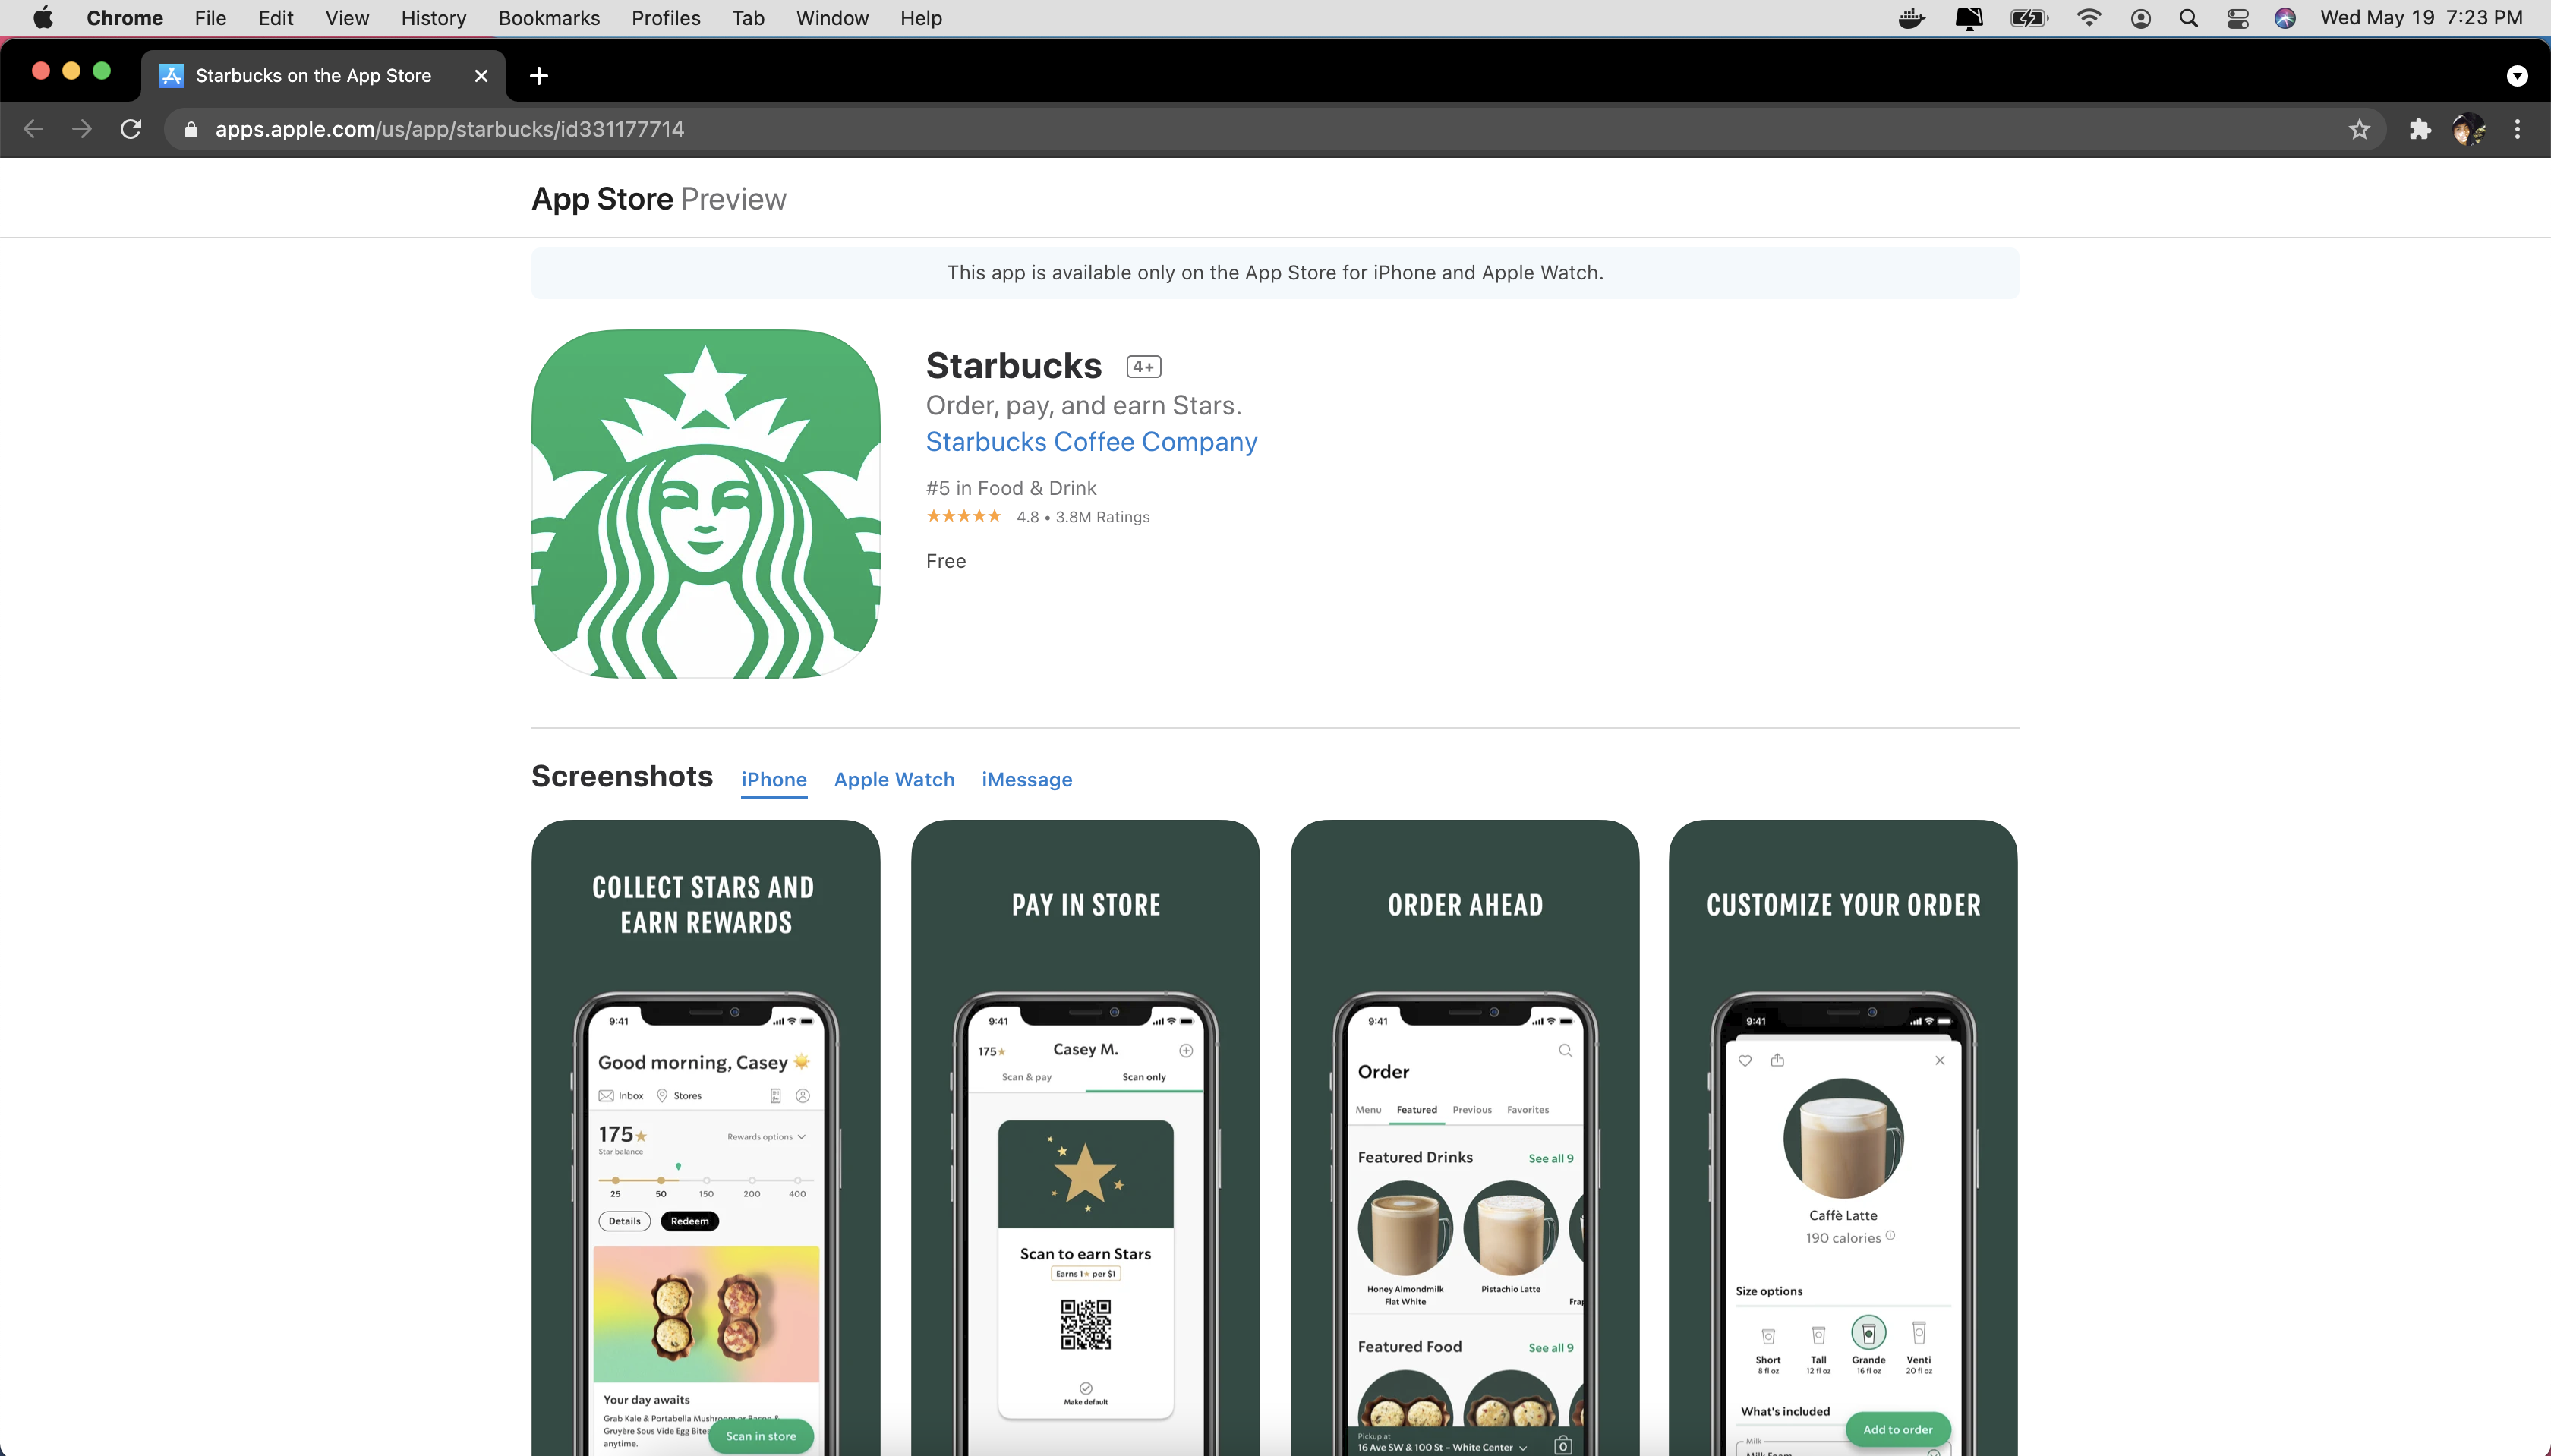 Chrome File Edit View History Bookmarks Profiles Tab Window Help
Wed May 19 7:23 PM
Starbucks on the App Store
apps.apple.com/us/app/starbucks/id331177714
App Store Preview
This app is available only on the App Store for iPhone and Apple Watch.
Starbucks 4+
Order, pay, and earn Stars.
Starbucks Coffee Company
#5 in Food & Drink
★★★★★ 4.8 • 3.8M Ratings
Free
Screenshots iPhone Apple Watch iMessage
COLLECT STARS AND
EARN REWARDS
9:41
Good morning, Casey
Inbox Stores
175★
Rewards options
Star balance
25 50 150 200 400
Details Redeem
Your day awaits
Grab Kale & Portabella Mushroom or Bacon &
Gruyère Sous Vide Egg Bites
anytime.
Scan in store
PAY IN STORE
9:41
175★ Casey M.
Scan & pay Scan only
Scan to earn Stars
Earns 1★ per $1
Make default
ORDER AHEAD
9:41
Order
Menu Featured Previous Favorites
Featured Drinks See all 9
Honey Almondmilk
Flat White
Pistachio Latte
Featured Food See all 9
Pickup at
16 Ave SW & 100 St – White Center
0
CUSTOMIZE YOUR ORDER
9:41
Caffè Latte
190 calories
Size options
Short Tall Grande Venti
8 fl oz 12 fl oz 16 fl oz 20 fl oz
What's included
Add to order
Milk